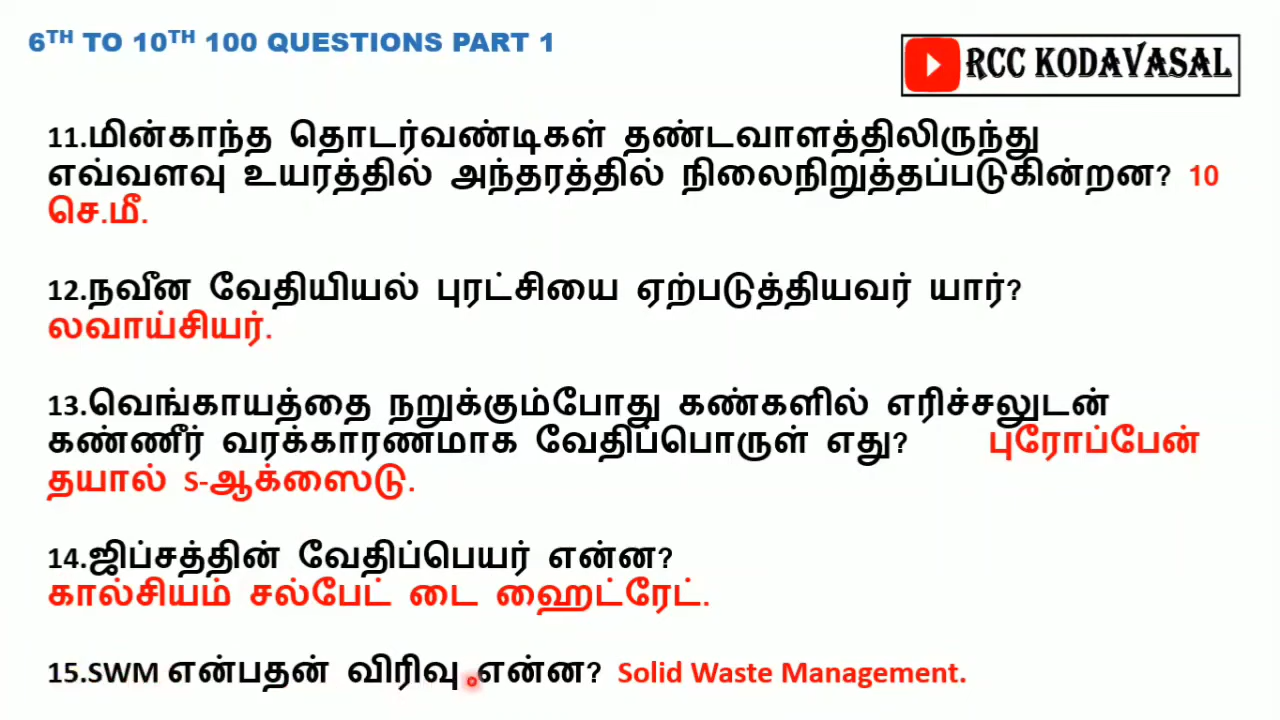 6TH TO 10TH 100 QUESTIONS PART 1
RCC KODAVASAL
11.மின்காந்த தொடர்வண்டிகள் தண்டவாளத்திலிருந்து
எவ்வளவு உயரத்தில் அந்தரத்தில் நிலைநிறுத்தப்படுகின்றன? 10
செ.மீ.
12.நவீன வேதியியல் புரட்சியை ஏற்படுத்தியவர் யார்?
லவாய்சியர்.
13.வெங்காயத்தை நறுக்கும்போது கண்களில் எரிச்சலுடன்
கண்ணீர் வரக்காரணமாக வேதிப்பொருள் எது? புரோப்பேன்
தயால் S-ஆக்ஸைடு.
14.ஜிப்சத்தின் வேதிப்பெயர் என்ன?
கால்சியம் சல்பேட் டை ஹைட்ரேட்.
15.SWM என்பதன் விரிவு என்ன? Solid Waste Management.